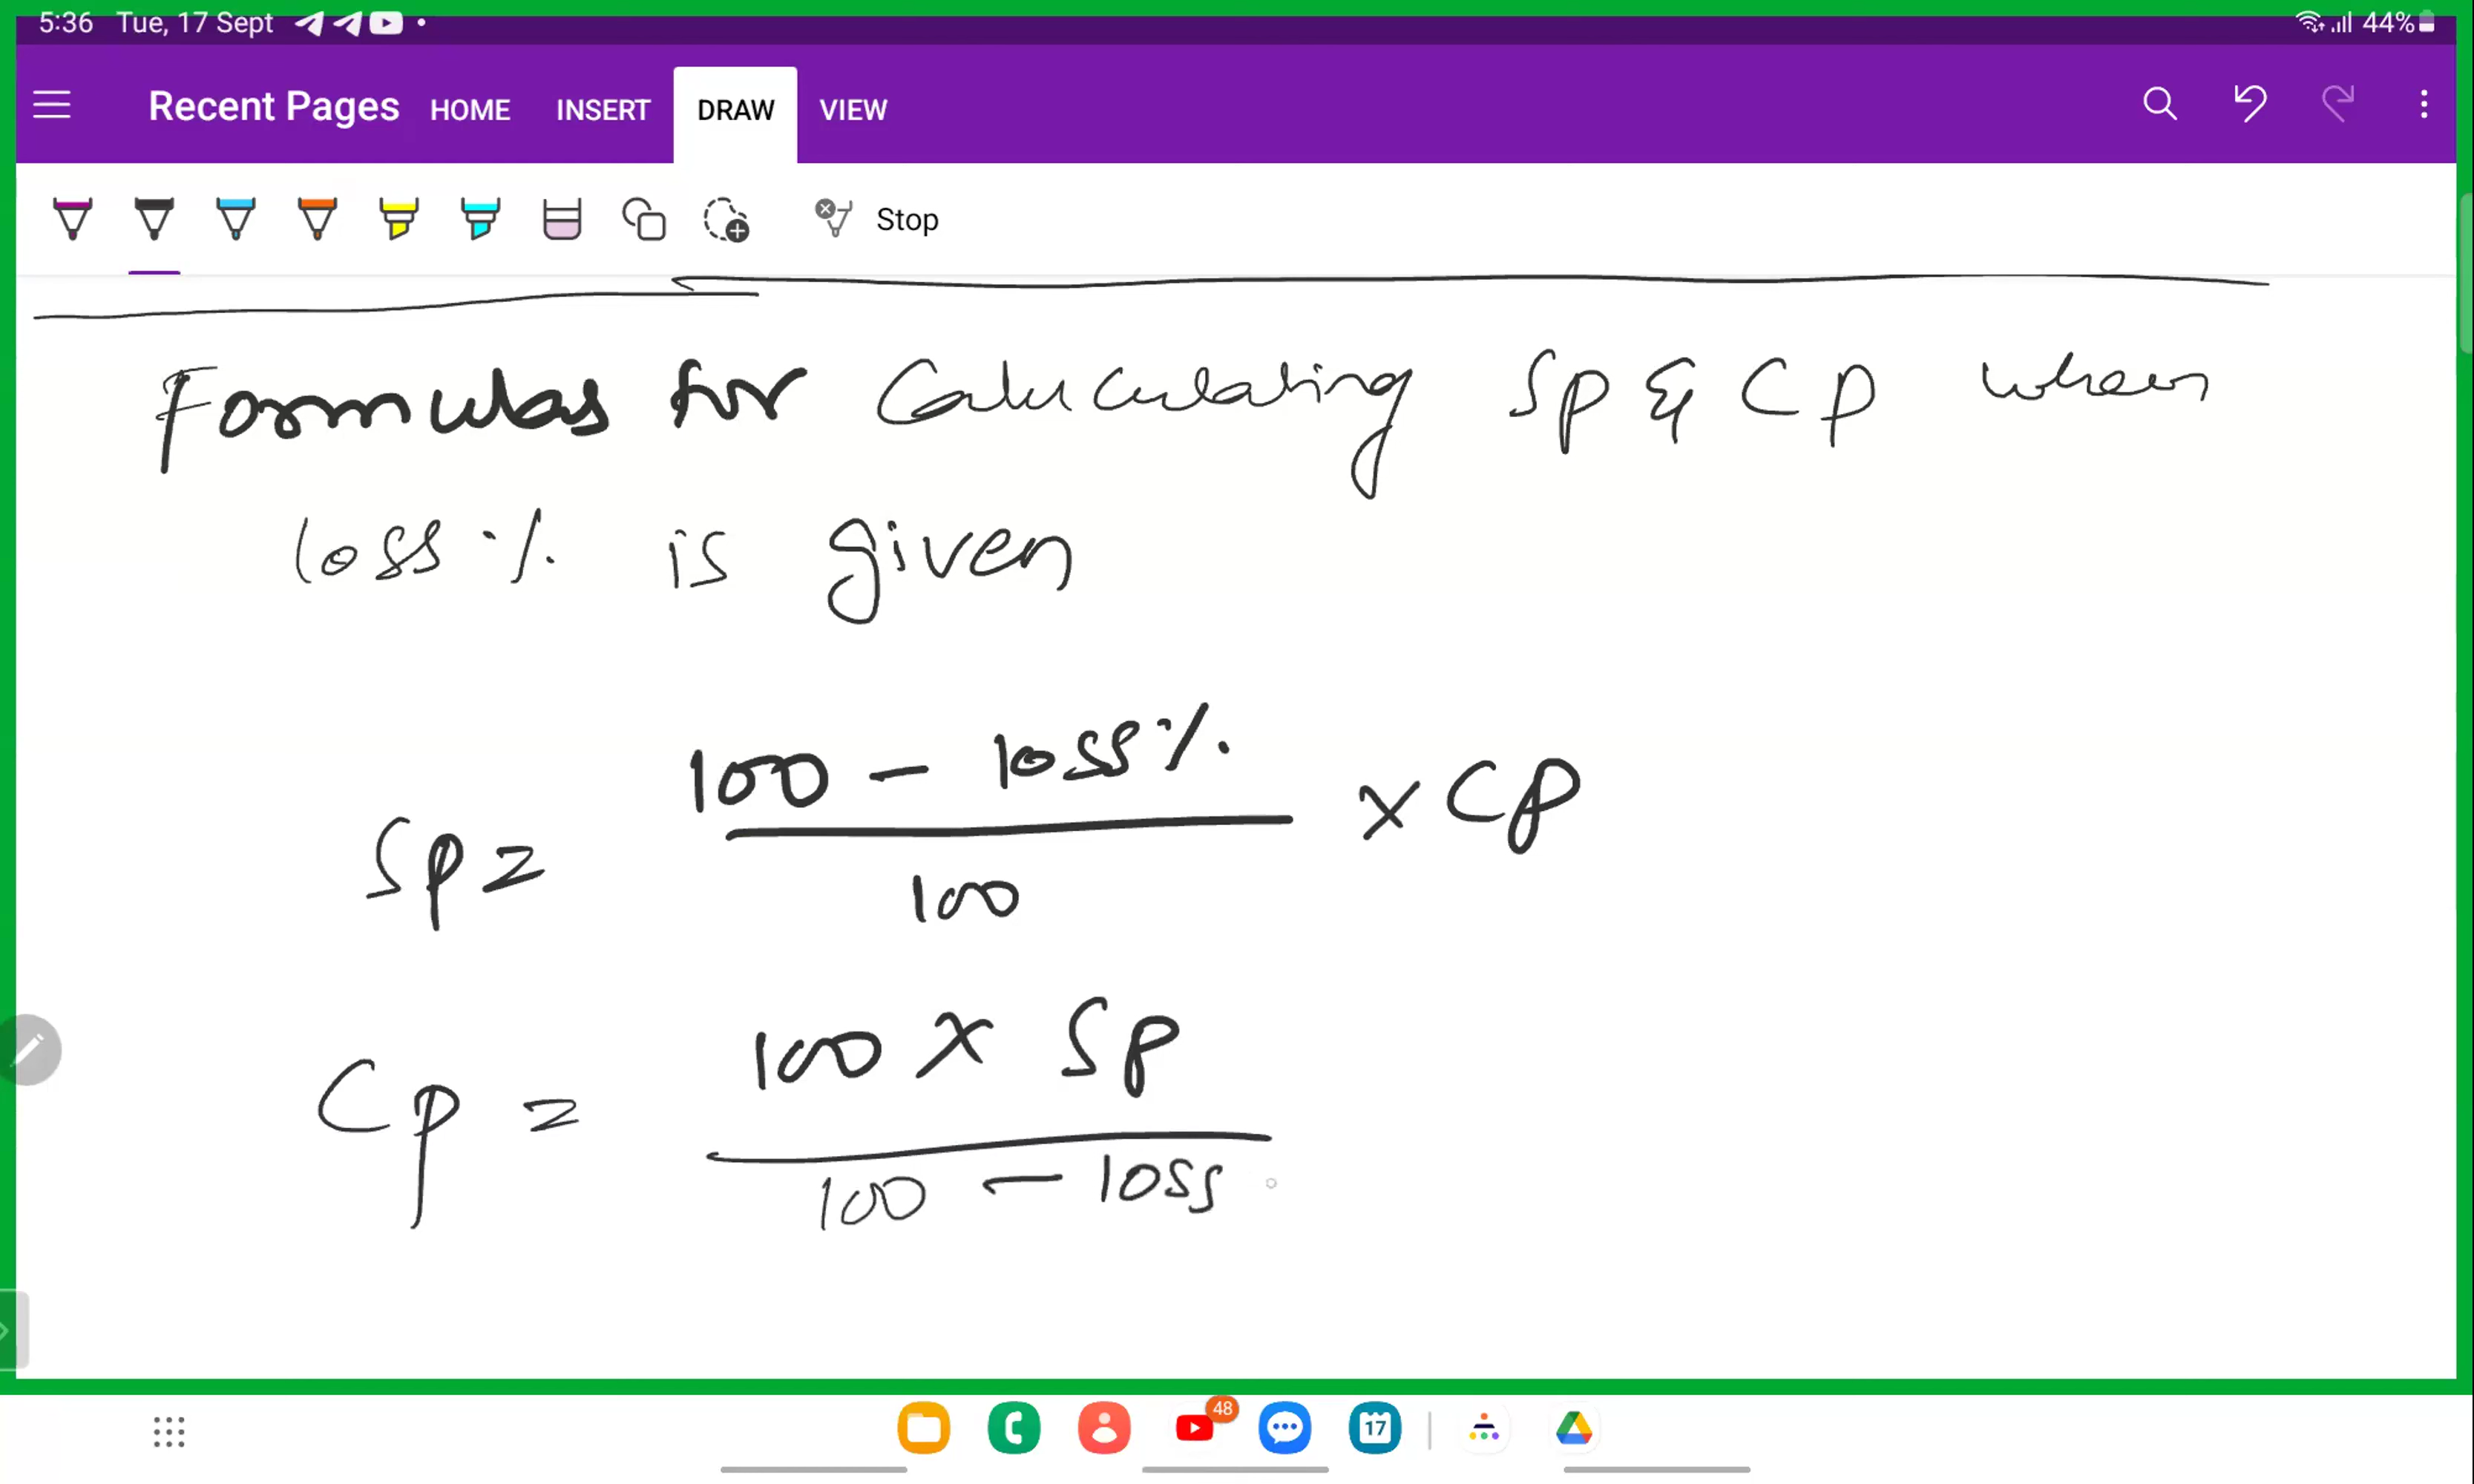 5:36 Tue, 17 Sept 44%
Recent Pages HOME INSERT DRAW VIEW
Stop
Formulas for Calculating SP & CP when
loss % is given
SP = 100 - loss % / 100 × CP
CP = 100 × SP / 100 - loss
48
17